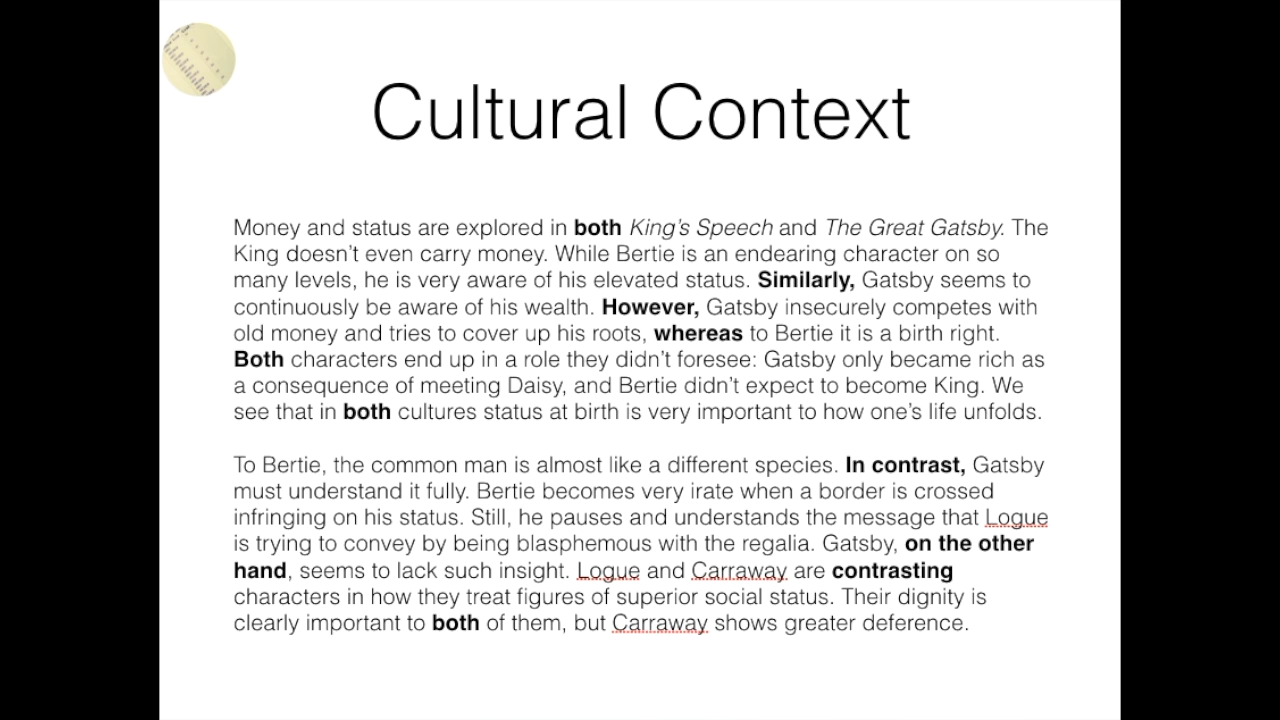 Cultural Context
Money and status are explored in both King's Speech and The Great Gatsby. The
King doesn't even carry money. While Bertie is an endearing character on so
many levels, he is very aware of his elevated status. Similarly, Gatsby seems to
continuously be aware of his wealth. However, Gatsby insecurely competes with
old money and tries to cover up his roots, whereas to Bertie it is a birth right.
Both characters end up in a role they didn't foresee: Gatsby only became rich as
a consequence of meeting Daisy, and Bertie didn't expect to become King. We
see that in both cultures status at birth is very important to how one's life unfolds.
To Bertie, the common man is almost like a different species. In contrast, Gatsby
must understand it fully. Bertie becomes very irate when a border is crossed
infringing on his status. Still, he pauses and understands the message that Logue
is trying to convey by being blasphemous with the regalia. Gatsby, on the other
hand, seems to lack such insight. Logue and Carraway are contrasting
characters in how they treat figures of superior social status. Their dignity is
clearly important to both of them, but Carraway shows greater deference.